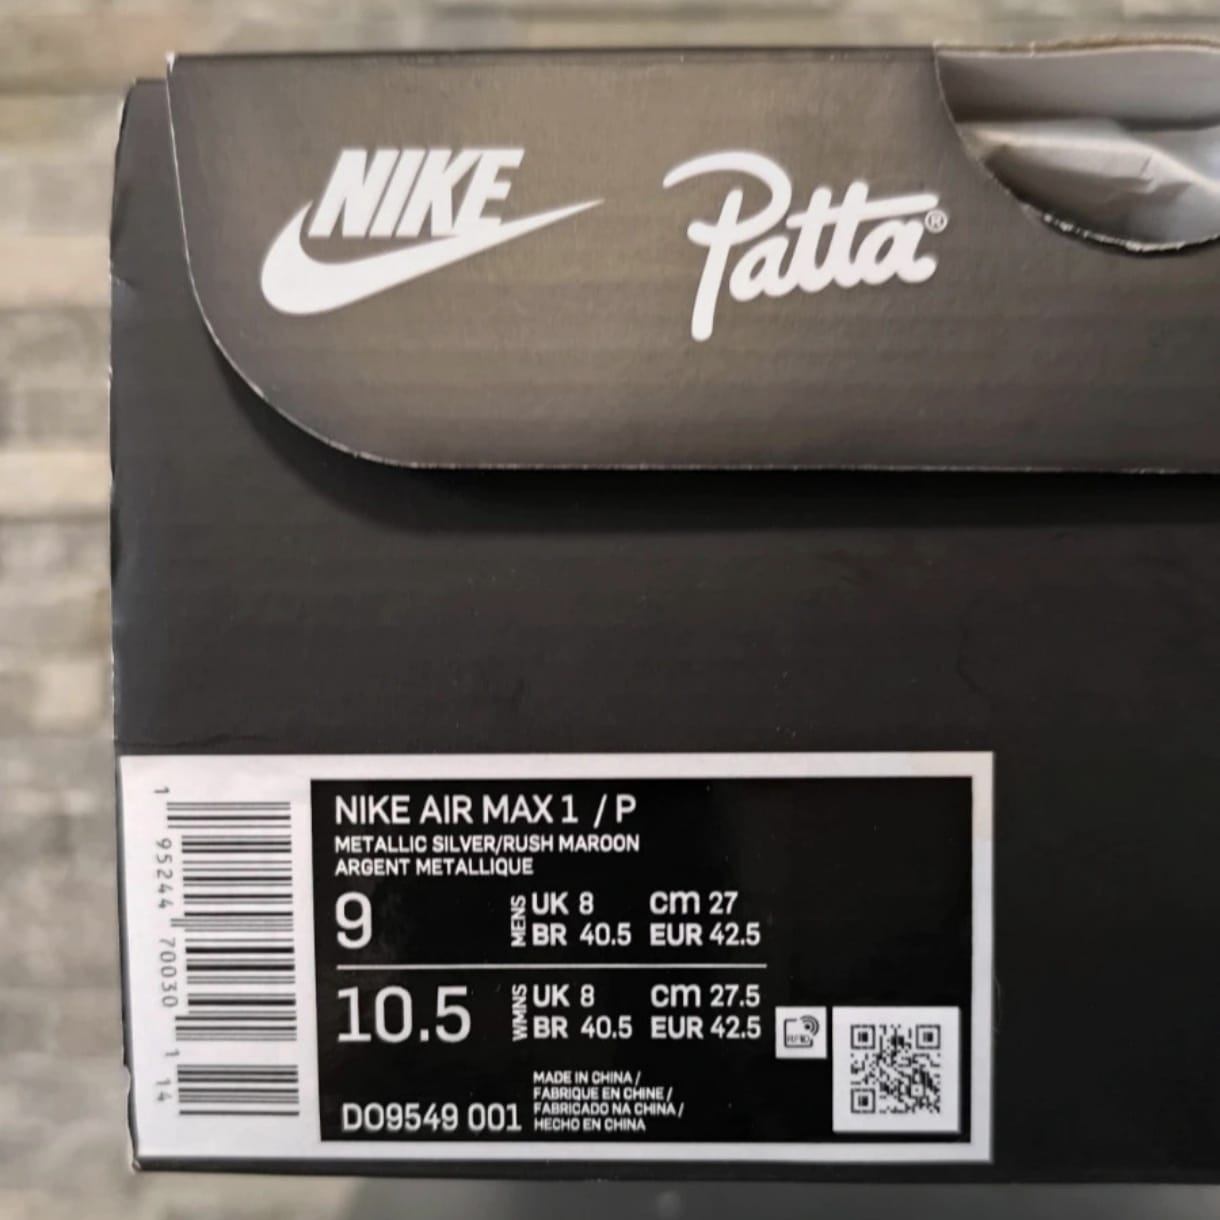 NIKE
Patta®
NIKE AIR MAX 1 / P
METALLIC SILVER/RUSH MAROON
ARGENT METALLIQUE
9 MENS UK 8 CM 27
BR 40.5 EUR 42.5
10.5 WMNS UK 8 CM 27.5
BR 40.5 EUR 42.5
RFID
MADE IN CHINA /
FABRIQUE EN CHINE /
FABRICADO NA CHINA /
HECHO EN CHINA
DO9549 001
1 95244 70030 1 14